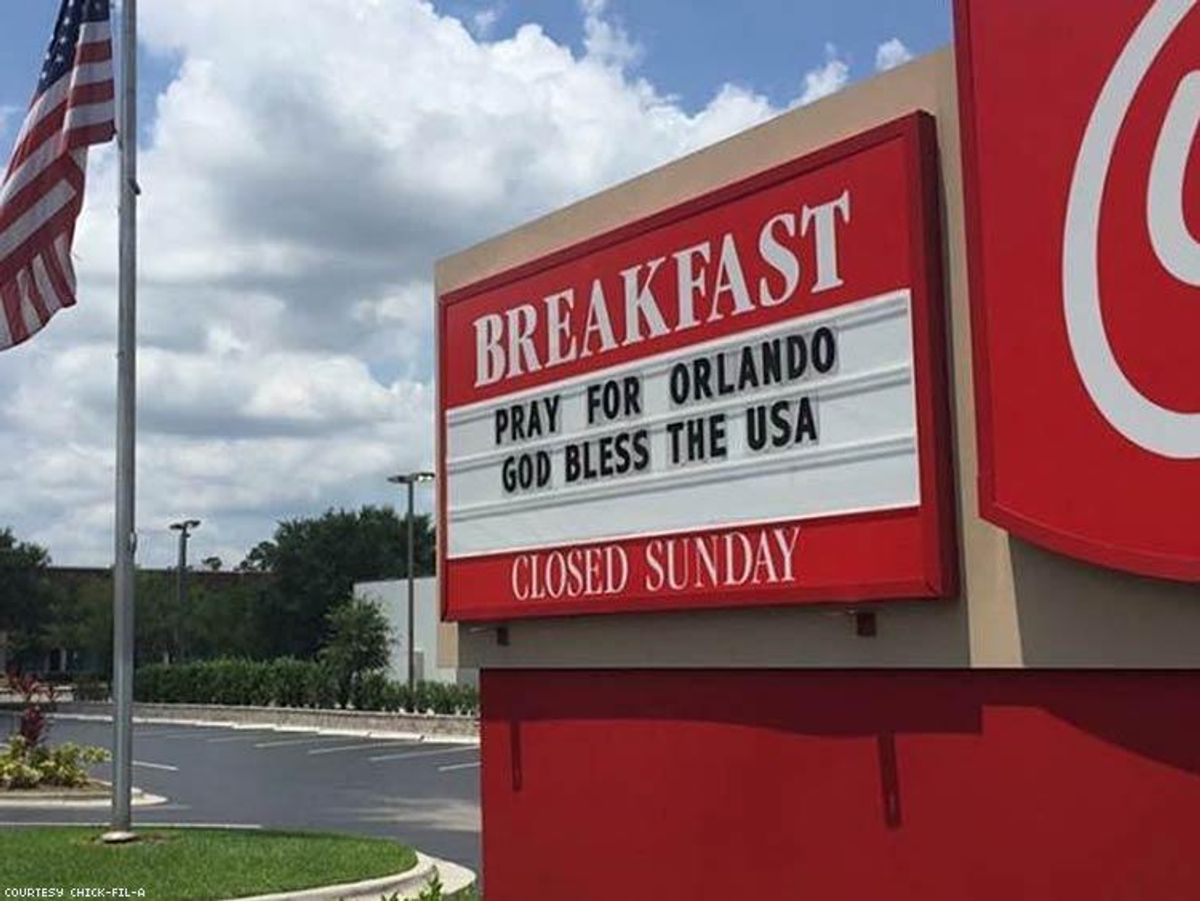 BREAKFAST
PRAY FOR ORLANDO
GOD BLESS THE USA
CLOSED SUNDAY
COURTESY CHICK-FIL-A